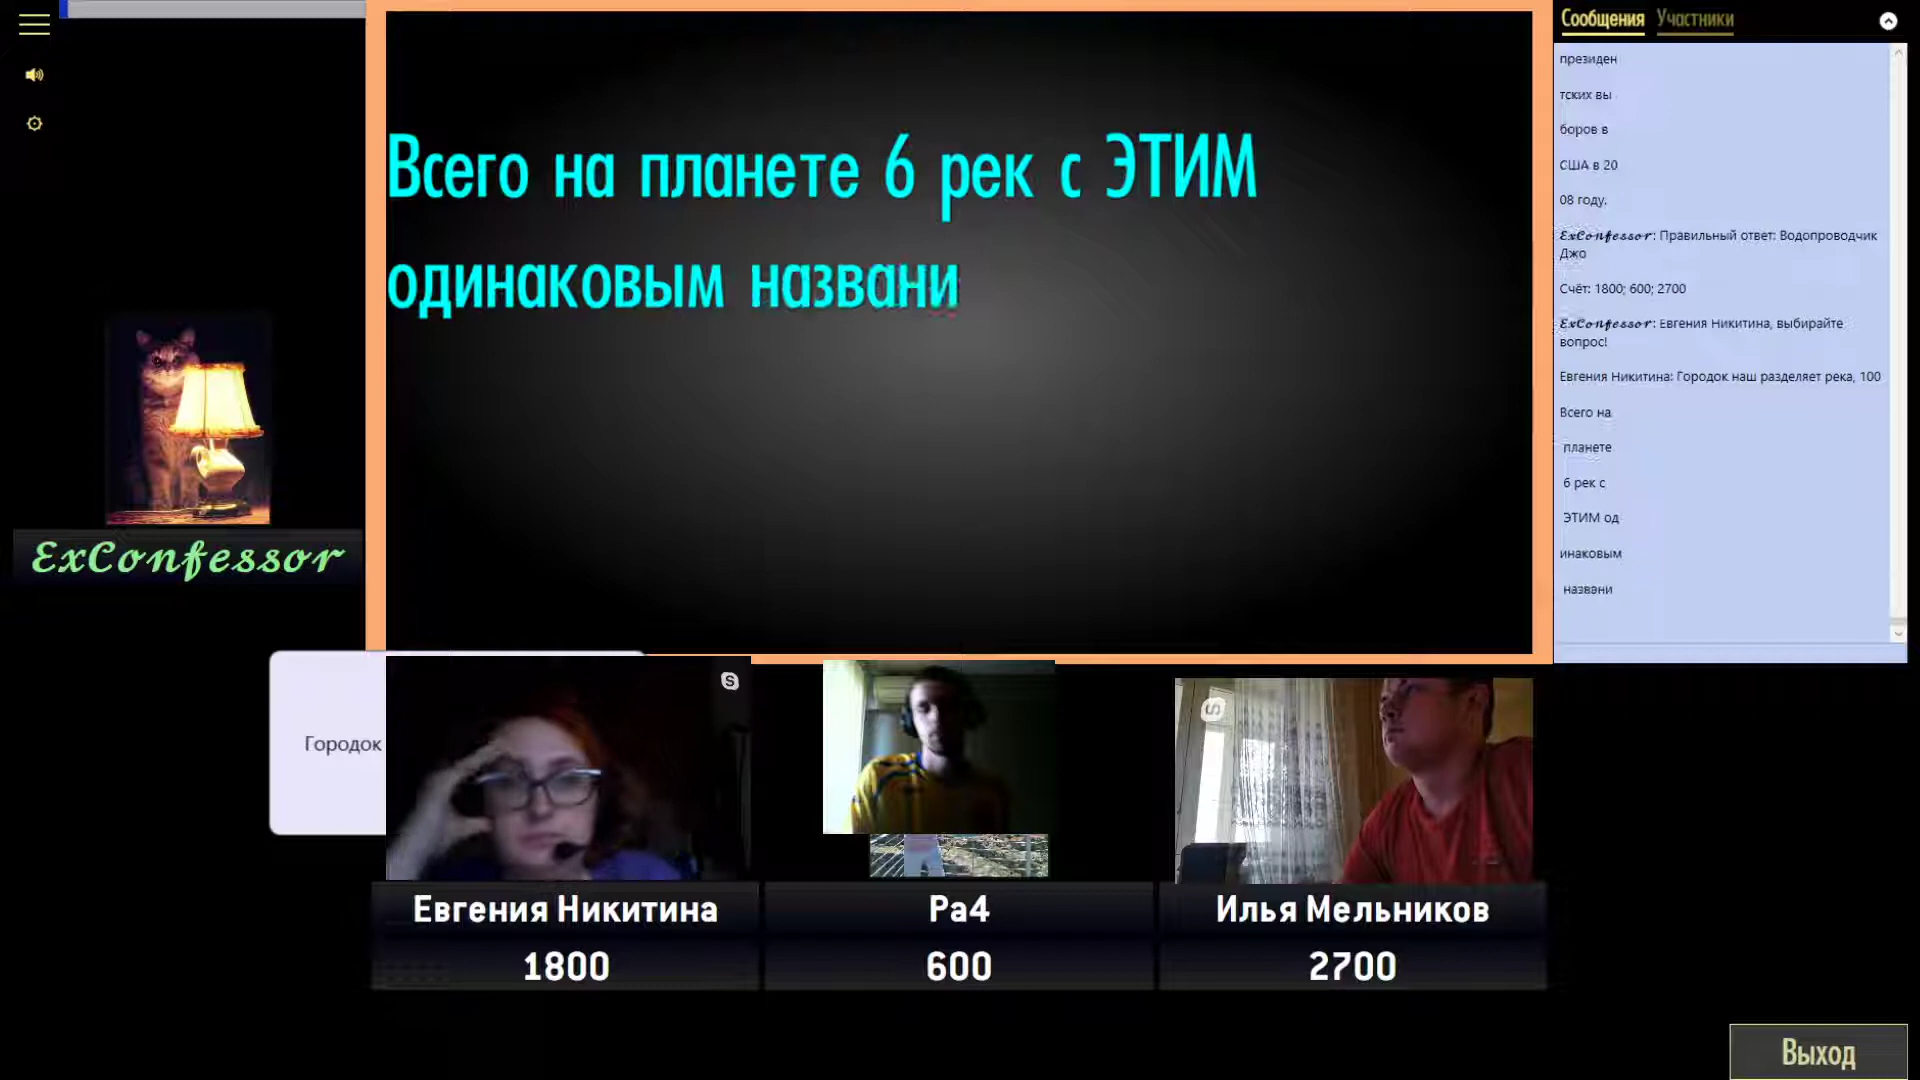 Всего на планете 6 рек с ЭТИМ
одинаковым названи
Сообщения Участники
президен
тских вы
боров в
США в 20
08 году.
ExConfessor: Правильный ответ: Водопроводчик
Джо
Счёт: 1800; 600; 2700
ExConfessor: Евгения Никитина, выбирайте
вопрос!
Евгения Никитина: Городок наш разделяет река, 100
Всего на
планете
6 рек с
ЭТИМ од
инаковым
названи
ExConfessor
Городок
Евгения Никитина
1800
Ра4
600
Илья Мельников
2700
Выход